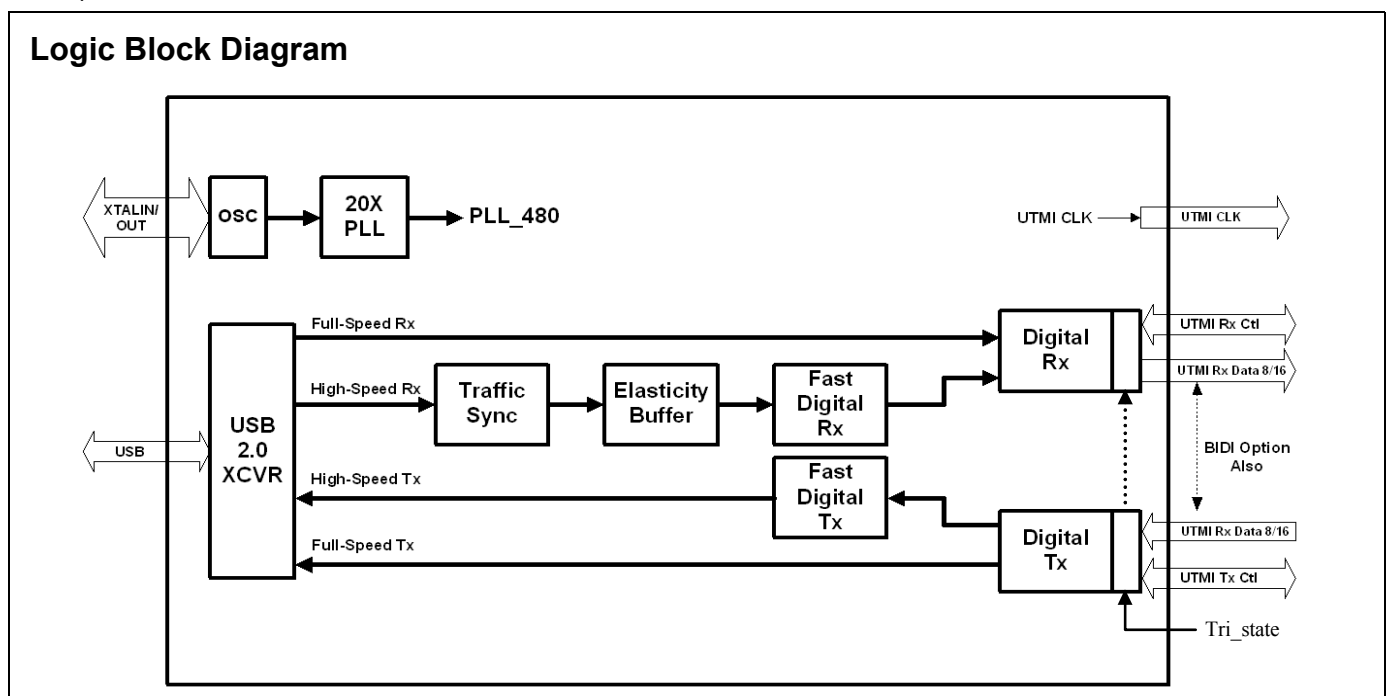 Logic Block Diagram
XTALIN/
OUT
OSC
20X
PLL
PLL_480
UTMI CLK
UTMI CLK
Full-Speed Rx
Digital
Rx
UTMI Rx Ctl
UTMI Rx Data 8/16
High-Speed Rx
Traffic
Sync
Elasticity
Buffer
Fast
Digital
Rx
USB
USB
2.0
XCVR
BIDI Option
Also
High-Speed Tx
Fast
Digital
Tx
Full-Speed Tx
Digital
Tx
UTMI Rx Data 8/16
UTMI Tx Ctl
Tri_state